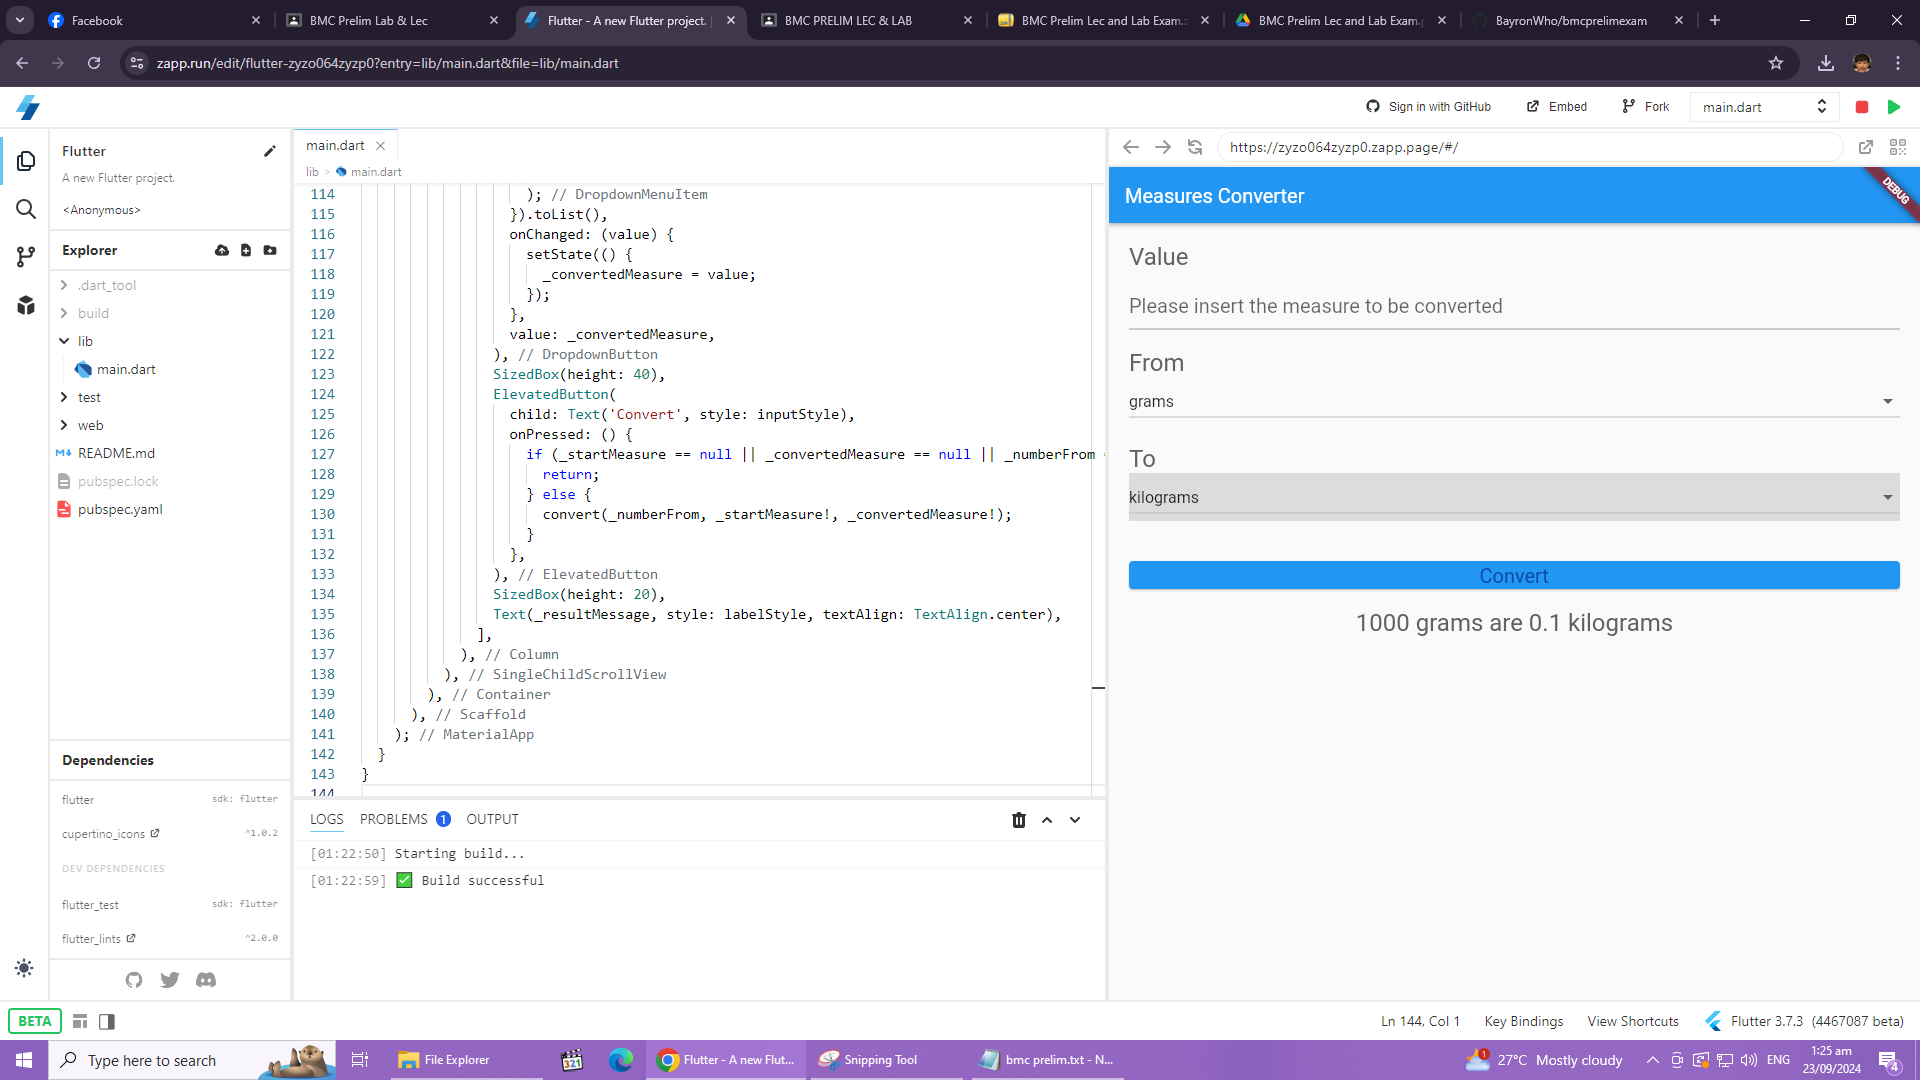 Facebook
BMC Prelim Lab & Lec
Flutter - A new Flutter project.
BMC PRELIM LEC & LAB
BMC Prelim Lec and Lab Exam.
BMC Prelim Lec and Lab Exam.
BayronWho/bmcprelimexam
zapp.run/edit/flutter-zyzo064zyzp0?entry=lib/main.dart&file=lib/main.dart
Sign in with GitHub
Embed
Fork
main.dart
Flutter
A new Flutter project.
<Anonymous>
Explorer
.dart_tool
build
lib
main.dart
test
web
README.md
pubspec.lock
pubspec.yaml
Dependencies
flutter sdk: flutter
cupertino_icons ^1.0.2
DEV DEPENDENCIES
flutter_test sdk: flutter
flutter_lints ^2.0.0
main.dart
lib > main.dart
114 ); // DropdownMenuItem
115 }).toList(),
116 onChanged: (value) {
117 setState(() {
118 _convertedMeasure = value;
119 });
120 },
121 value: _convertedMeasure,
122 ), // DropdownButton
123 SizedBox(height: 40),
124 ElevatedButton(
125 child: Text('Convert', style: inputStyle),
126 onPressed: () {
127 if (_startMeasure == null || _convertedMeasure == null || _numberFrom =
128 return;
129 } else {
130 convert(_numberFrom, _startMeasure!, _convertedMeasure!);
131 }
132 },
133 ), // ElevatedButton
134 SizedBox(height: 20),
135 Text(_resultMessage, style: labelStyle, textAlign: TextAlign.center),
136 ],
137 ), // Column
138 ), // SingleChildScrollView
139 ), // Container
140 ), // Scaffold
141 ); // MaterialApp
142 }
143 }
144
LOGS PROBLEMS 1 OUTPUT
[01:22:50] Starting build...
[01:22:59] ✅ Build successful
https://zyzo064zyzp0.zapp.page/#/
Measures Converter
DEBUG
Value
Please insert the measure to be converted
From
grams
To
kilograms
Convert
1000 grams are 0.1 kilograms
BETA
Ln 144, Col 1
Key Bindings
View Shortcuts
Flutter 3.7.3 (4467087 beta)
Type here to search
File Explorer
321
Flutter - A new Flut...
Snipping Tool
bmc prelim.txt - N...
1
27°C Mostly cloudy
ENG
1:25 am
23/09/2024
4